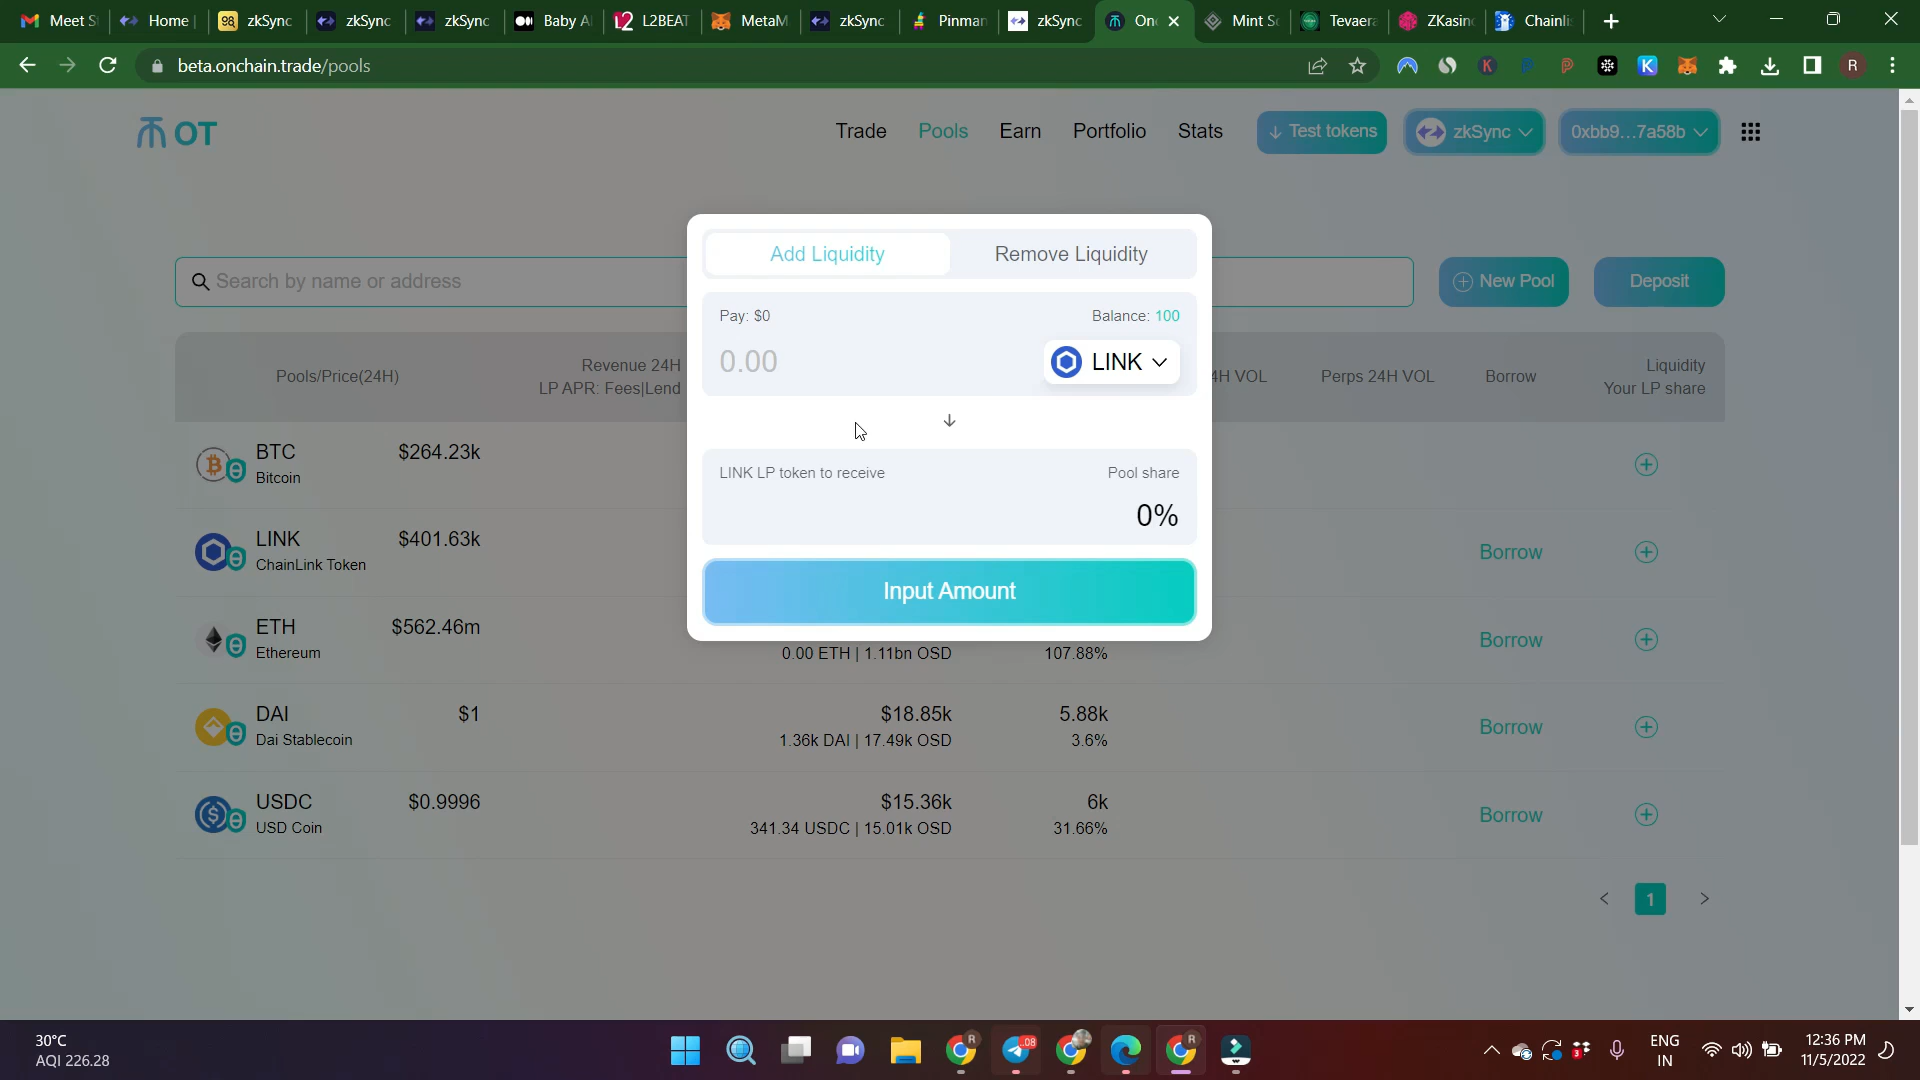 Meet S
Home
zkSync
zkSync
zkSync
Baby A
L2BEAT
MetaM
zkSync
Pinman
zkSync
On
Mint S
Tevaera
ZKasin
Chainli
beta.onchain.trade/pools
R
OT
Trade
Pools
Earn
Portfolio
Stats
Test tokens
zkSync
0xbb9...7a58b
Search by name or address
New Pool
Deposit
Add Liquidity
Remove Liquidity
Pay: $0
Balance: 100
0.00
LINK
LINK LP token to receive
Pool share
0%
Input Amount
Pools/Price(24H)
Revenue 24H
LP APR: Fees|Lend
4H VOL
Perps 24H VOL
Borrow
Liquidity
Your LP share
BTC
$264.23k
Bitcoin
LINK
$401.63k
ChainLink Token
Borrow
ETH
$562.46m
Ethereum
0.00 ETH | 1.11bn OSD
107.88%
Borrow
DAI
$1
$18.85k
5.88k
Dai Stablecoin
1.36k DAI | 17.49k OSD
3.6%
Borrow
USDC
$0.9996
$15.36k
6k
USD Coin
341.34 USDC | 15.01k OSD
31.66%
Borrow
< 1 >
30°C
AQI 226.28
ENG
IN
12:36 PM
11/5/2022